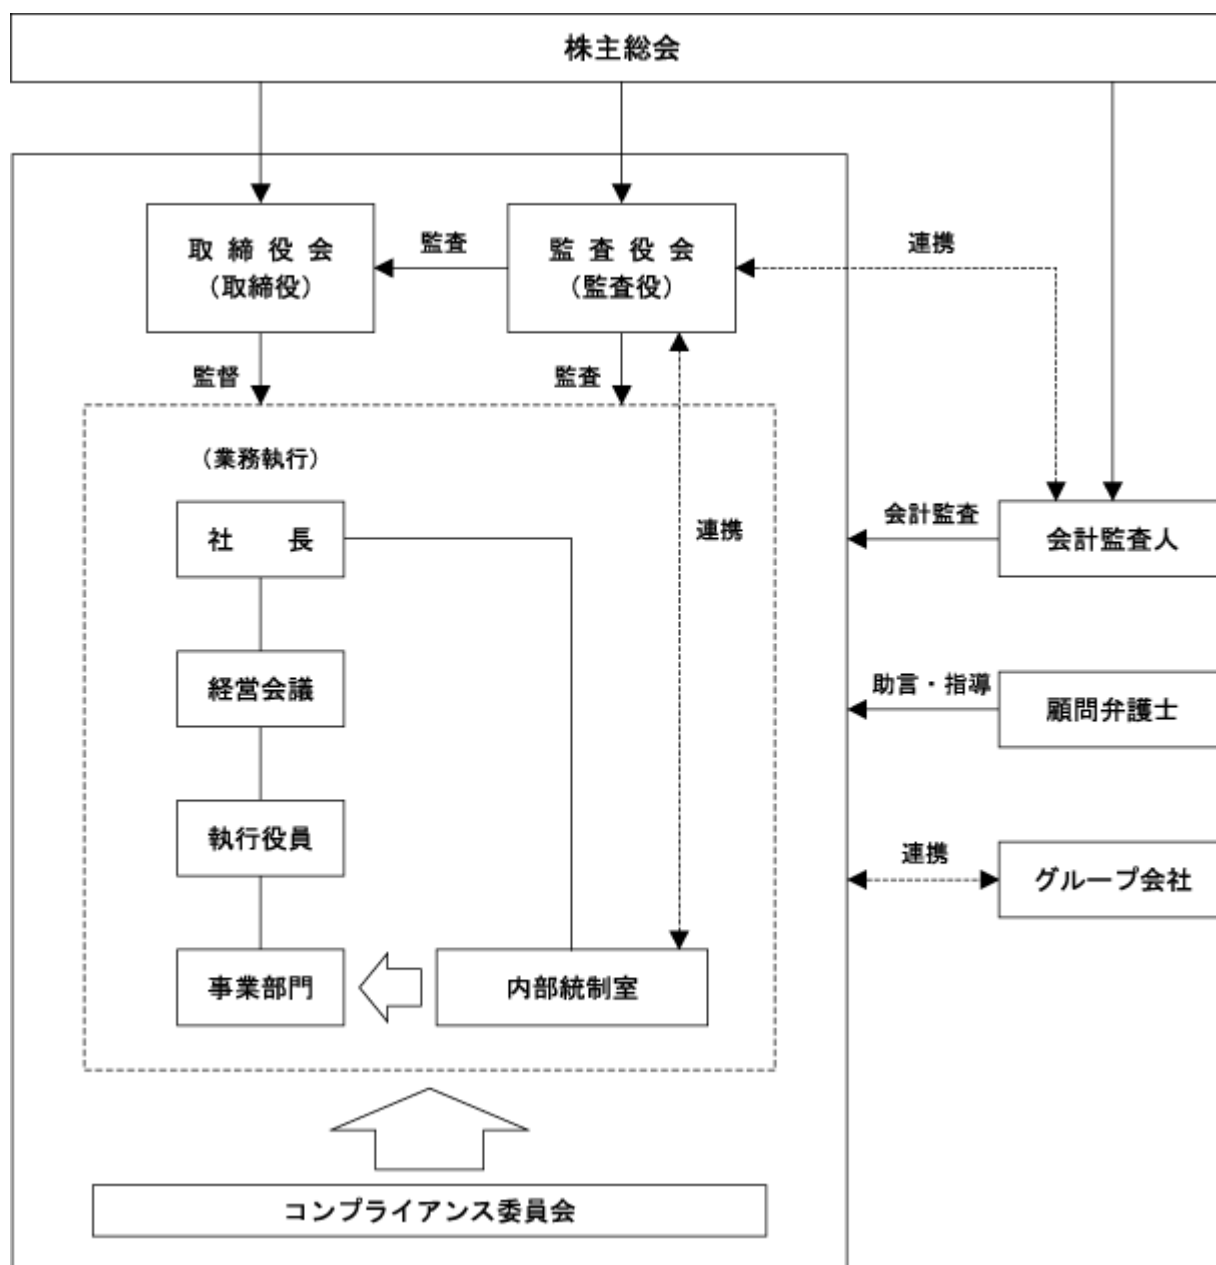 株主総会
取締役会
（取締役）
監査
監査役会
（監査役）
連携
監督
監査
（業務執行）
社　長
連携
会計監査
会計監査人
経営会議
助言・指導
顧問弁護士
執行役員
連携
グループ会社
事業部門
内部統制室
コンプライアンス委員会